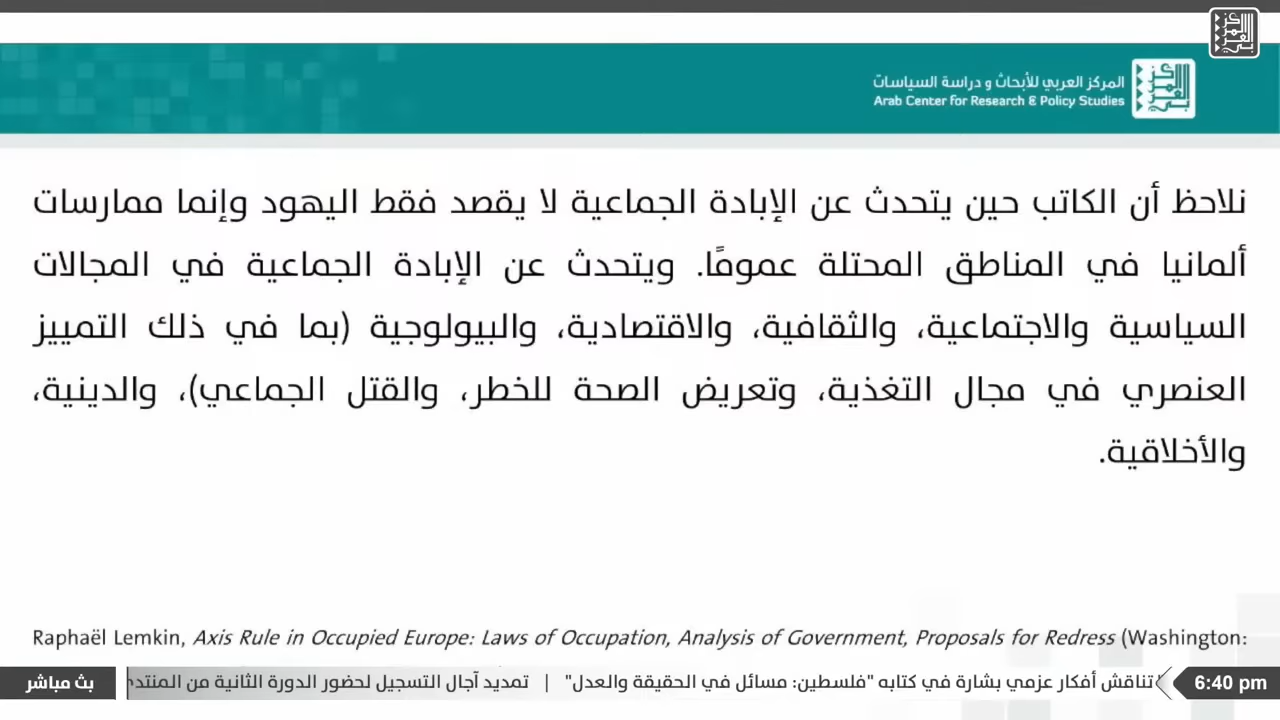 المركز العربي للأبحاث و دراسة السياسات
Arab Center for Research & Policy Studies
نلاحظ أن الكاتب حين يتحدث عن الإبادة الجماعية لا يقصد فقط اليهود وإنما ممارسات
ألمانيا في المناطق المحتلة عمومًا. ويتحدث عن الإبادة الجماعية في المجالات
السياسية والاجتماعية، والثقافية، والاقتصادية، والبيولوجية (بما في ذلك التمييز
العنصري في مجال التغذية، وتعريض الصحة للخطر، والقتل الجماعي)، والدينية،
والأخلاقية.
Raphaël Lemkin, Axis Rule in Occupied Europe: Laws of Occupation, Analysis of Government, Proposals for Redress (Washington:
6:40 pm
تناقش أفكار عزمي بشارة في كتابه "فلسطين: مسائل في الحقيقة والعدل" | تمديد آجال التسجيل لحضور الدورة الثانية من
بث مباشر